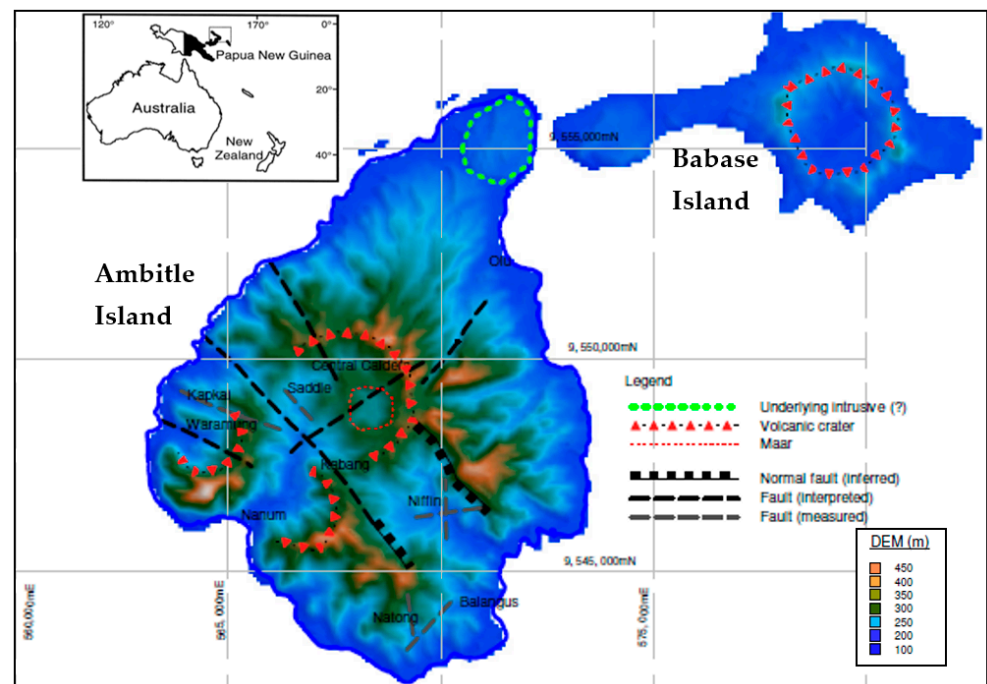 120°
170°
0°
Papua New Guinea
Australia
20°
New
Zealand
40°
9,555,000mN
Babase
Island
Ambitle
Island
Olu
9,550,000mN
Central Caldera
Saddle
Kapkai
Waramung
Kabang
Niffin
Nanum
9,545,000mN
Balangus
Natong
560,000mE
565,000mE
575,000mE
Legend
Underlying intrusive (?)
Volcanic crater
Maar
Normal fault (inferred)
Fault (interpreted)
Fault (measured)
DEM (m)
450
400
350
300
250
200
100